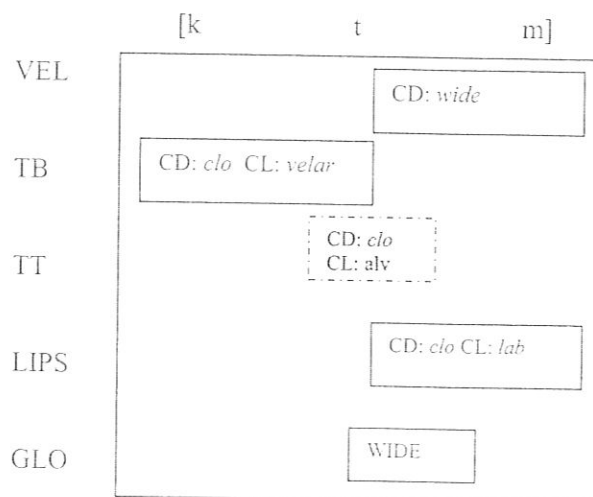 [k t m]
VEL
CD: wide
TB
CD: clo CL: velar
CD: clo
TT
CL: alv
LIPS
CD: clo CL: lab
GLO
WIDE